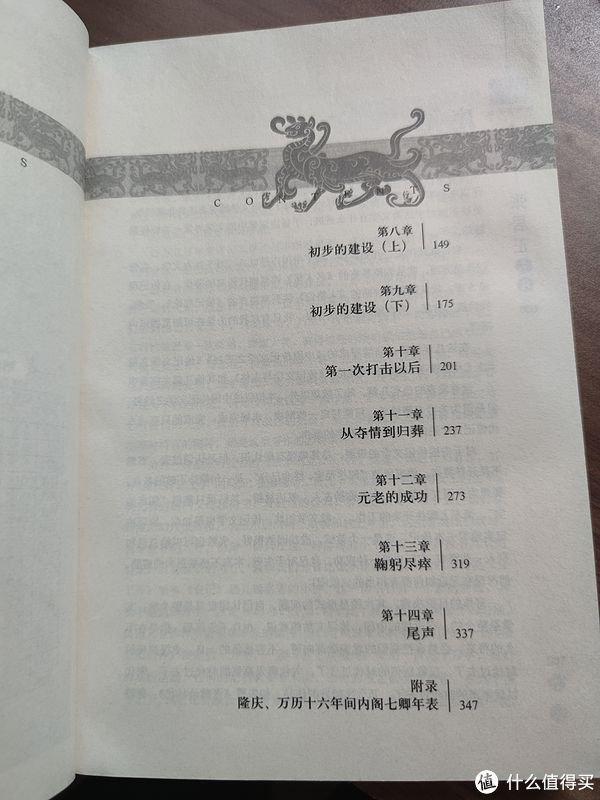 S
CONTENTS
第八章
初步的建设（上） 149
第九章
初步的建设（下） 175
第十章
第一次打击以后 201
第十一章
从夺情到归葬 237
第十二章
元老的成功 273
第十三章
鞠躬尽瘁 319
第十四章
尾声 337
附录
隆庆、万历十六年间内阁七卿年表 347
值 什么值得买